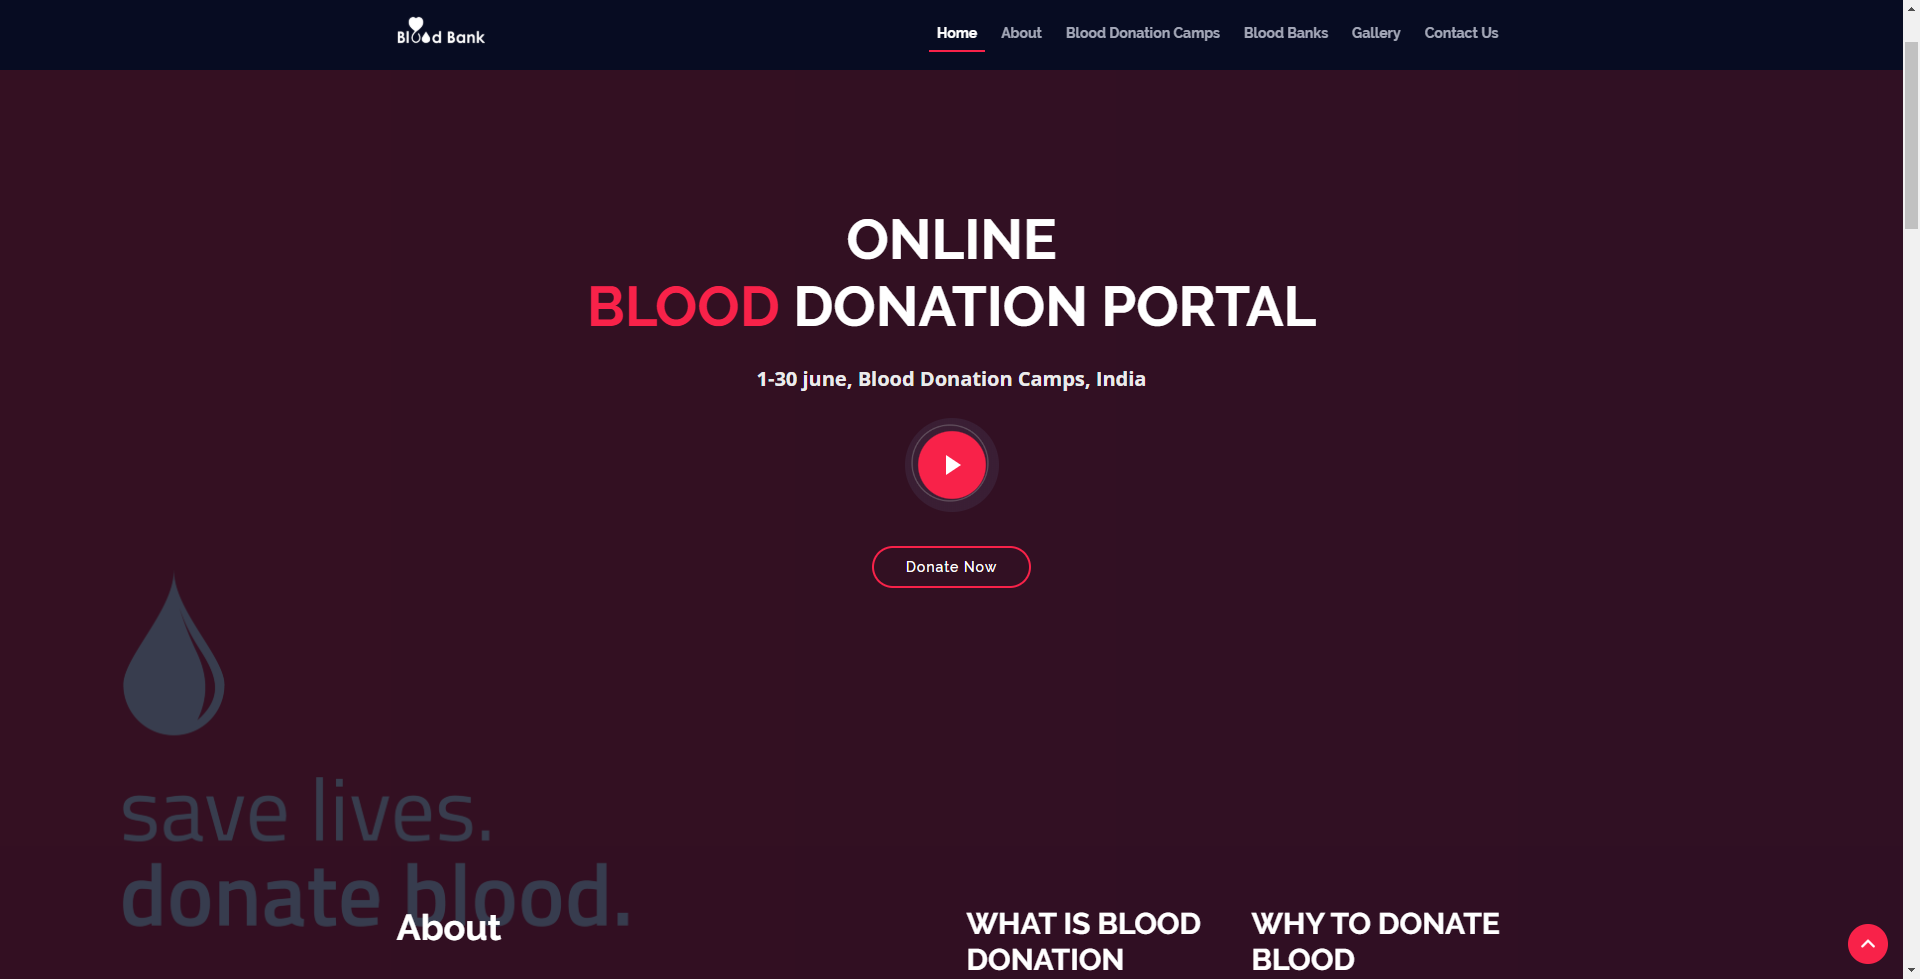 Blood Bank
Home About Blood Donation Camps Blood Banks Gallery Contact Us
ONLINE
BLOOD DONATION PORTAL
1-30 june, Blood Donation Camps, India
Donate Now
save lives.
donate blood.
About
WHAT IS BLOOD
DONATION
WHY TO DONATE
BLOOD